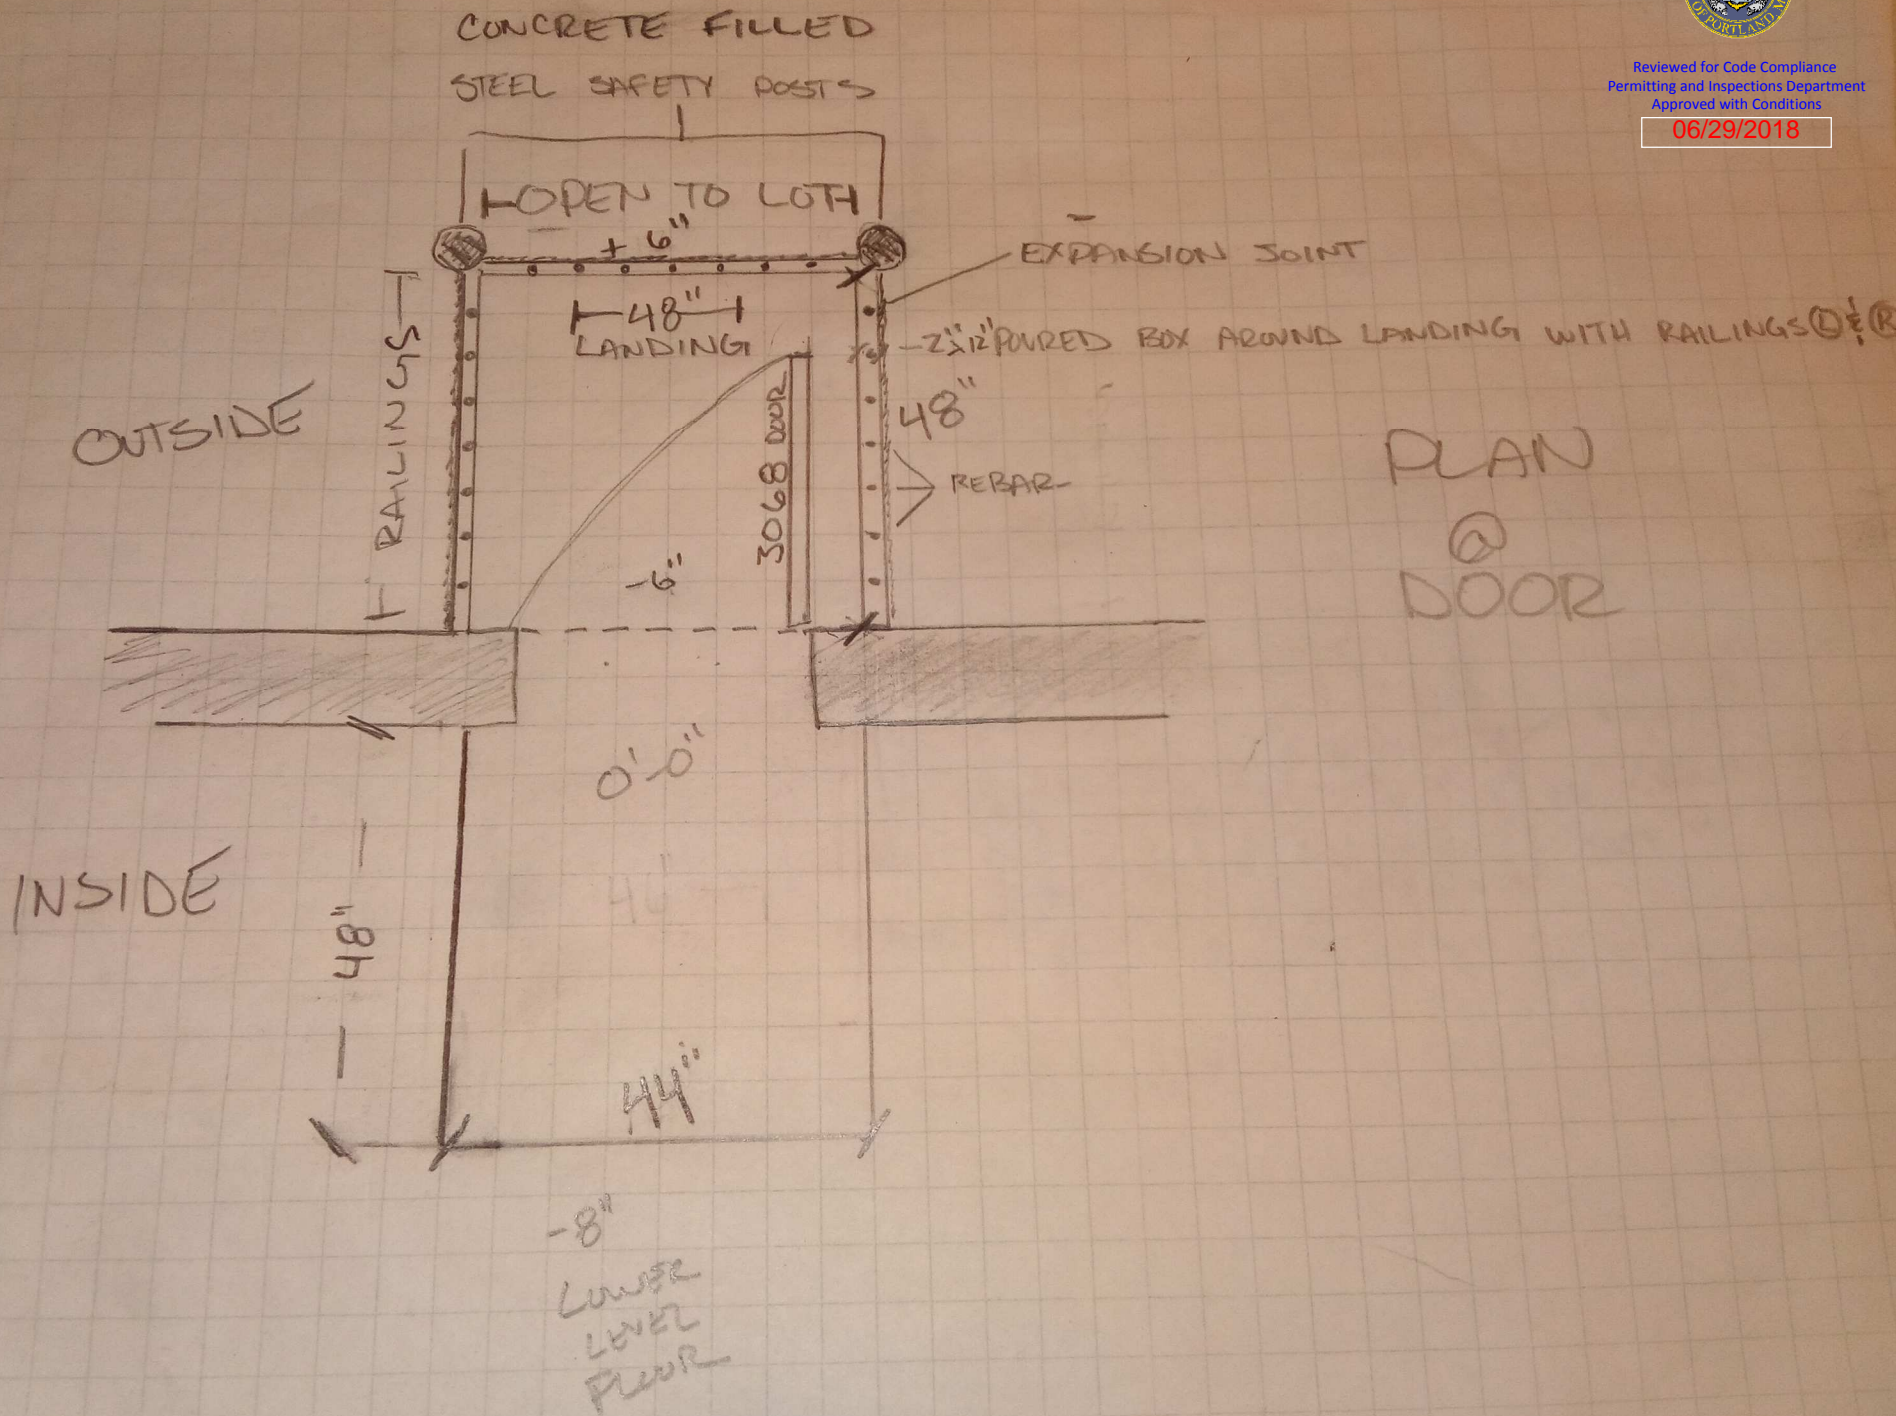 CONCRETE FILLED
STEEL SAFETY POSTS
OF PORTLAND, M
Reviewed for Code Compliance
Permitting and Inspections Department
Approved with Conditions
06/29/2018
OPEN TO LOT
+ 6"
EXPANSION JOINT
48"
LANDING
2"x12" POURED BOX AROUND LANDING WITH RAILINGS Ⓛ & Ⓡ
RAILINGS
3068 DOOR
48"
REBAR
OUTSIDE
PLAN
@
DOOR
-6"
0'-0"
INSIDE
48"
44"
-8"
LOWER
LEVEL
FLOOR